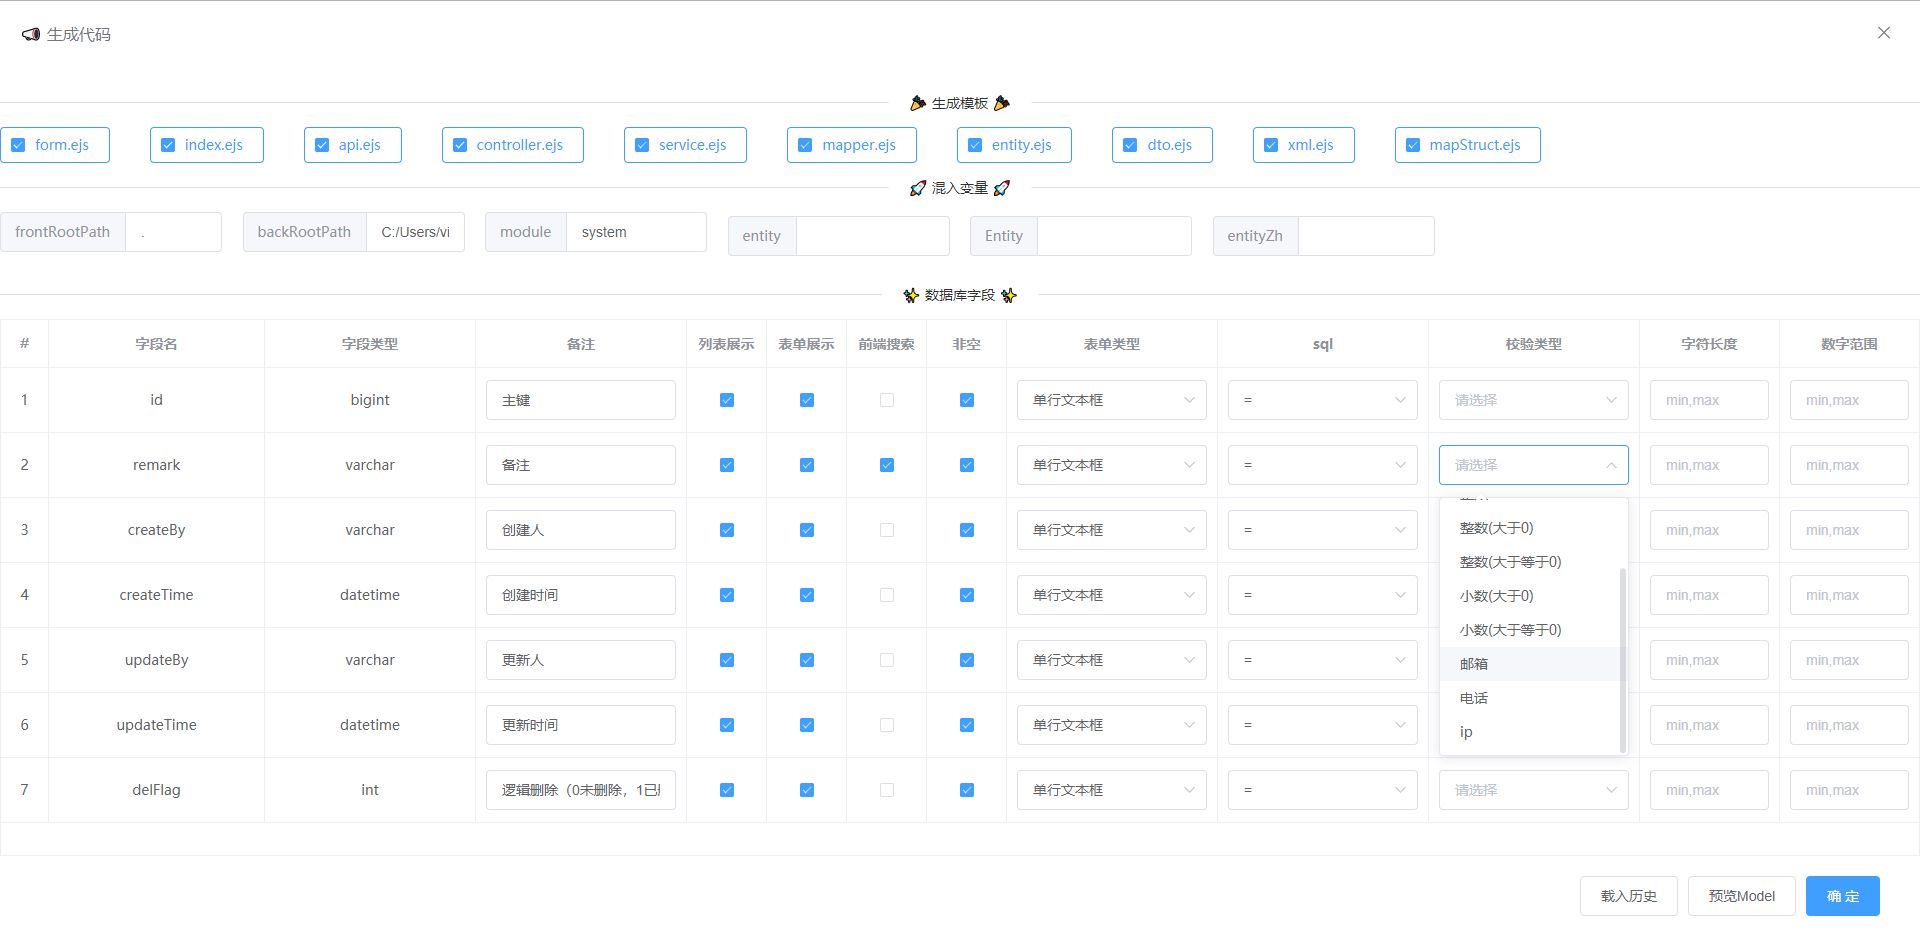 生成代码
生成模板
form.ejs index.ejs api.ejs controller.ejs service.ejs mapper.ejs entity.ejs dto.ejs xml.ejs mapStruct.ejs
混入变量
frontRootPath . backRootPath C:/Users/vi module system entity Entity entityZh
数据库字段
# 字段名 字段类型 备注 列表展示 表单展示 前端搜索 非空 表单类型 sql 校验类型 字符长度 数字范围
1 id bigint 主键 单行文本框 = 请选择 min,max min,max
2 remark varchar 备注 单行文本框 = 请选择 min,max min,max
3 createBy varchar 创建人 单行文本框 = 整数(大于0) min,max min,max
整数(大于等于0)
4 createTime datetime 创建时间 单行文本框 = 小数(大于0) min,max min,max
小数(大于等于0)
5 updateBy varchar 更新人 单行文本框 = 邮箱 min,max min,max
电话
6 updateTime datetime 更新时间 单行文本框 = ip min,max min,max
7 delFlag int 逻辑删除（0未删除，1已 单行文本框 = 请选择 min,max min,max
载入历史 预览Model 确 定